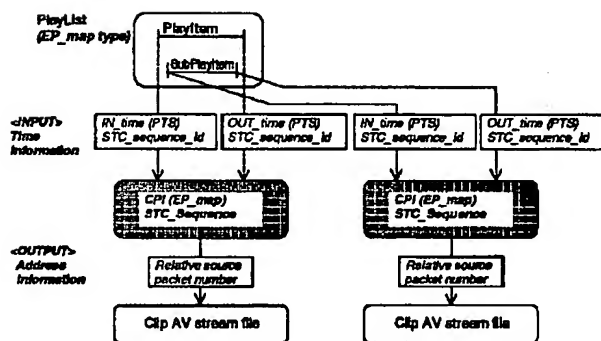 PlayList
(EP_map type)
PlayItem
SubPlayItem
<INPUT>
Time
Information
IN_time (PTS)
STC_sequence_id
OUT_time (PTS)
STC_sequence_id
IN_time (PTS)
STC_sequence_id
OUT_time (PTS)
STC_sequence_id
CPI (EP_map)
STC_Sequence
CPI (EP_map)
STC_Sequence
<OUTPUT>
Address
Information
Relative source
packet number
Relative source
packet number
Clip AV stream file
Clip AV stream file